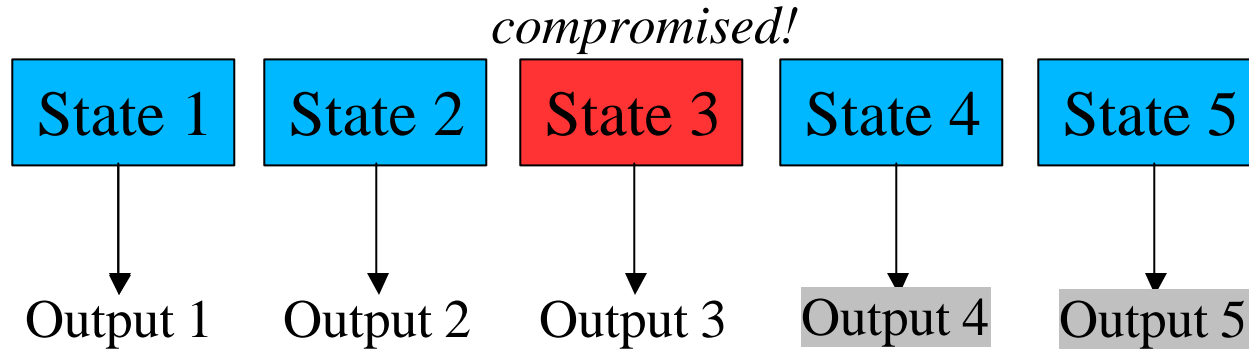 compromised!
State 1 State 2 State 3 State 4 State 5
Output 1 Output 2 Output 3 Output 4 Output 5